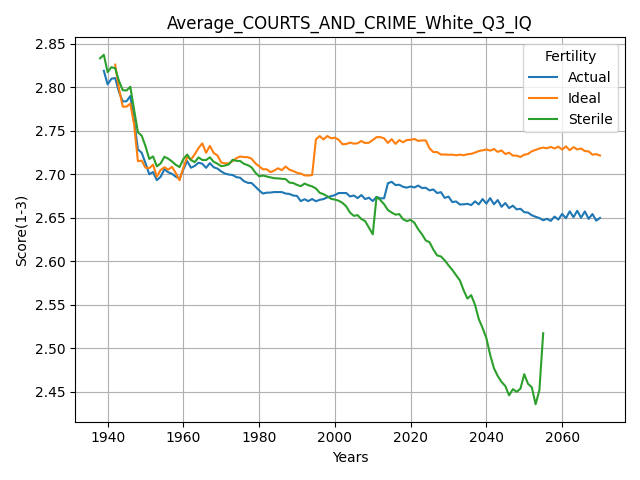 Average_COURTS_AND_CRIME_White_Q3_IQ
Fertility
Actual
Ideal
Sterile
Score(1-3)
2.85
2.80
2.75
2.70
2.65
2.60
2.55
2.50
2.45
1940 1960 1980 2000 2020 2040 2060
Years